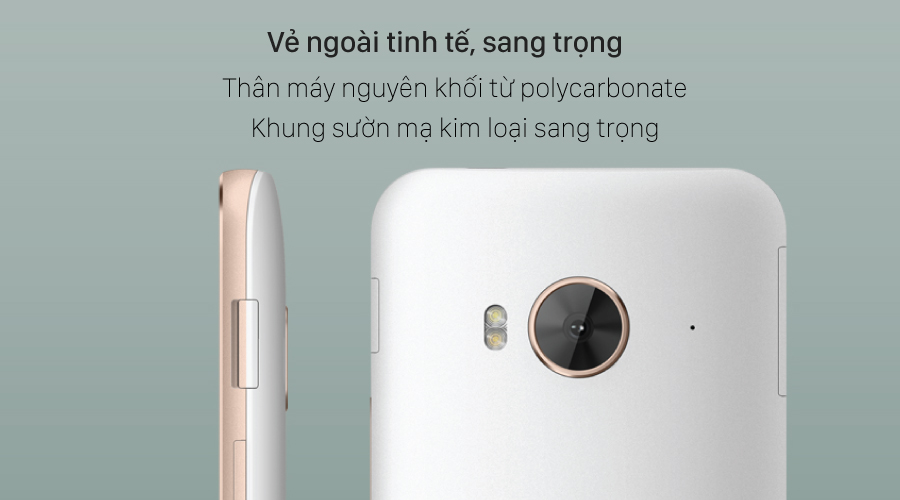 Vẻ ngoài tinh tế, sang trọng
Thân máy nguyên khối từ polycarbonate
Khung sườn mạ kim loại sang trọng